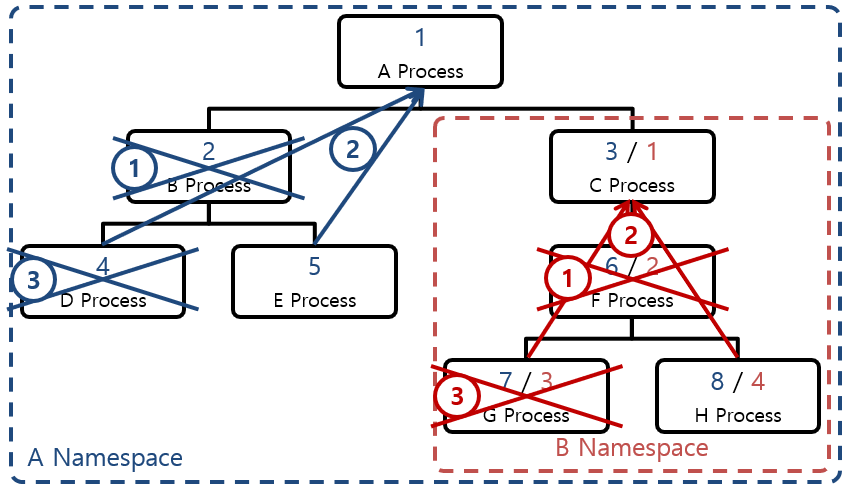 1
A Process
2
B Process
1
2
3 / 1
C Process
2
4
D Process
3
5
E Process
6 / 2
F Process
1
7 / 3
G Process
3
8 / 4
H Process
B Namespace
A Namespace